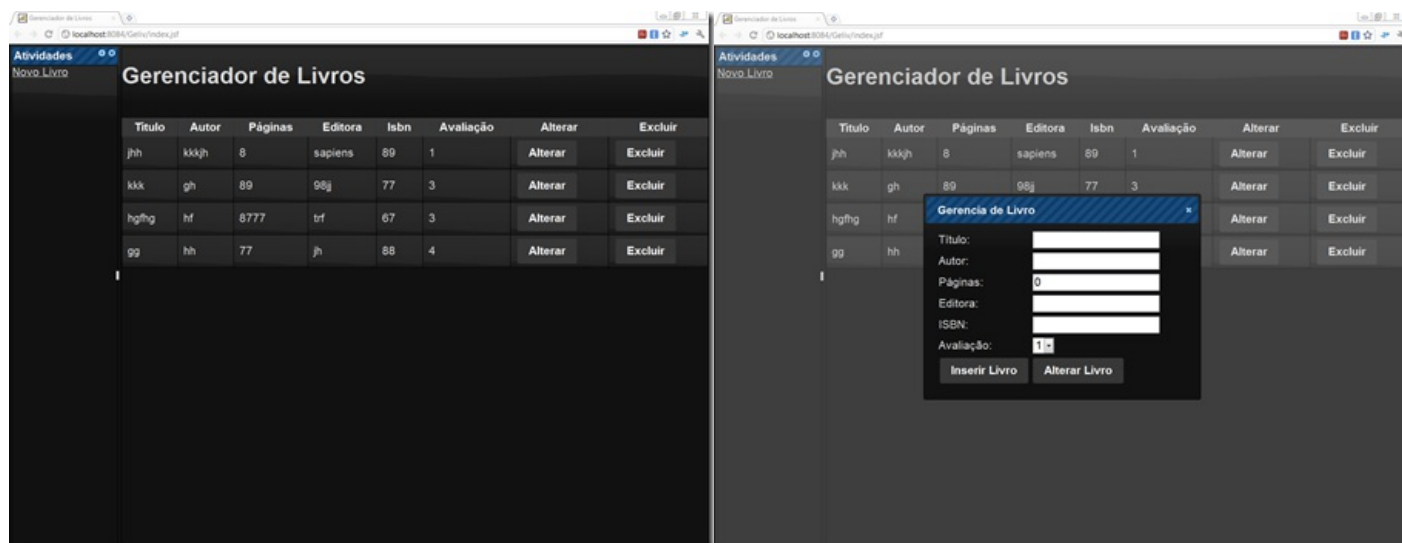 Gerenciador de Livros
localhost:8084/Geliv/index.jsf
Atividades
Novo Livro
Gerenciador de Livros
Título Autor Páginas Editora Isbn Avaliação Alterar Excluir
jhh kkkjh 8 sapiens 89 1 Alterar Excluir
kkk gh 89 98jj 77 3 Alterar Excluir
hgfhg hf 8777 trf 67 3 Alterar Excluir
gg hh 77 jh 88 4 Alterar Excluir
Gerenciador de Livros
localhost:8084/Geliv/index.jsf
Atividades
Novo Livro
Gerenciador de Livros
Título Autor Páginas Editora Isbn Avaliação Alterar Excluir
jhh kkkjh 8 sapiens 89 1 Alterar Excluir
kkk gh 89 98jj 77 3 Alterar Excluir
hgfhg hf Alterar Excluir
gg hh Alterar Excluir
Gerencia de Livro
Título:
Autor:
Páginas: 0
Editora:
ISBN:
Avaliação: 1
Inserir Livro Alterar Livro